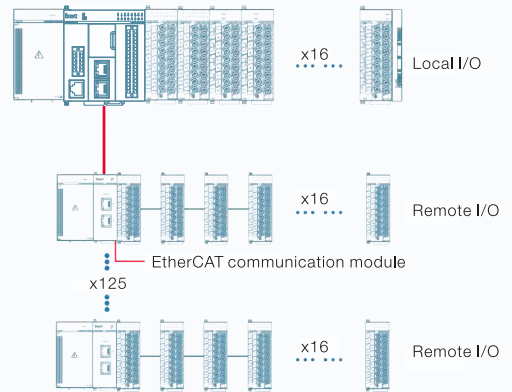 x16
Local I/O
x16
Remote I/O
EtherCAT communication module
x125
x16
Remote I/O